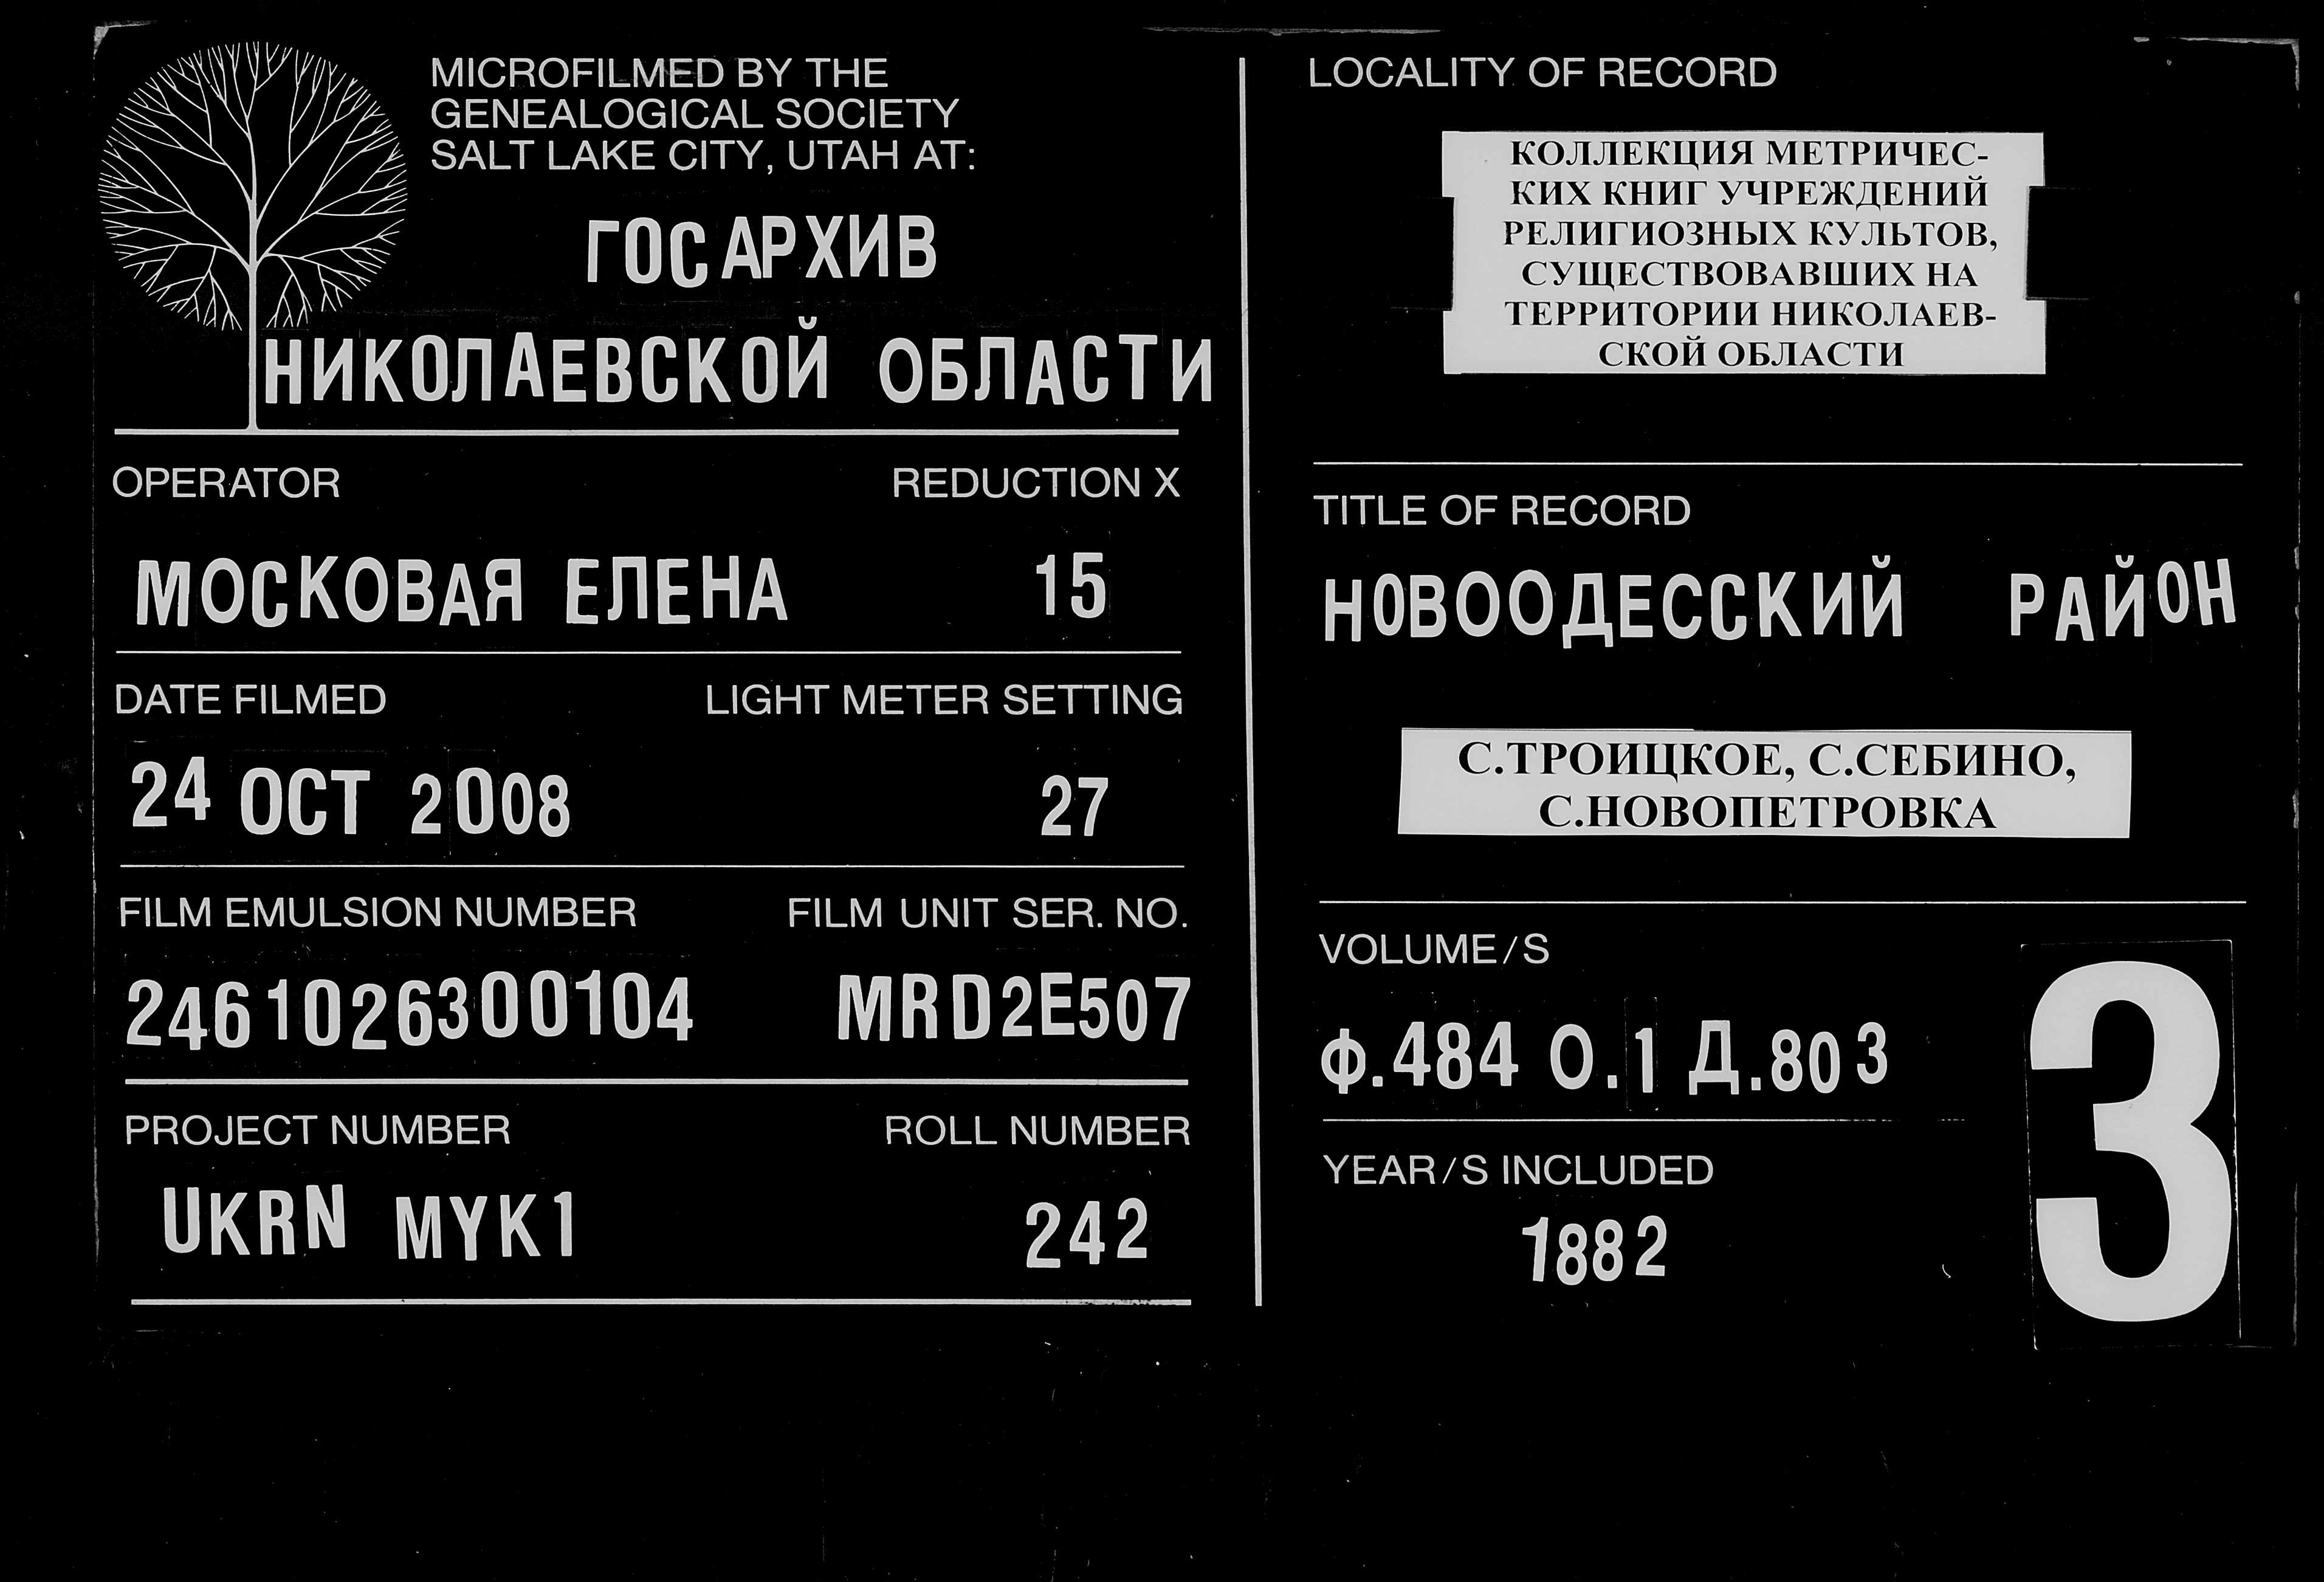 MICROFILMED BY THE
GENEALOGICAL SOCIETY
SALT LAKE CITY, UTAH AT:
ГОСАРХИВ
НИКОЛАЕВСКОЙ ОБЛАСТИ
OPERATOR REDUCTION X
МОСКОВАЯ ЕЛЕНА 15
DATE FILMED LIGHT METER SETTING
24 OCT 2008 27
FILM EMULSION NUMBER FILM UNIT SER. NO.
2461026300104 MRD2E507
PROJECT NUMBER ROLL NUMBER
UKRN MYK1 242
LOCALITY OF RECORD
КОЛЛЕКЦИЯ МЕТРИЧЕС-
КИХ КНИГ УЧРЕЖДЕНИЙ
РЕЛИГИОЗНЫХ КУЛЬТОВ,
СУЩЕСТВОВАВШИХ НА
ТЕРРИТОРИИ НИКОЛАЕВ-
СКОЙ ОБЛАСТИ
TITLE OF RECORD
НОВООДЕССКИЙ РАЙОН
С.ТРОИЦКОЕ, С.СЕБИНО,
С.НОВОПЕТРОВКА
VOLUME/S
Ф.484 О.1 Д.803
YEAR/S INCLUDED
1882
3